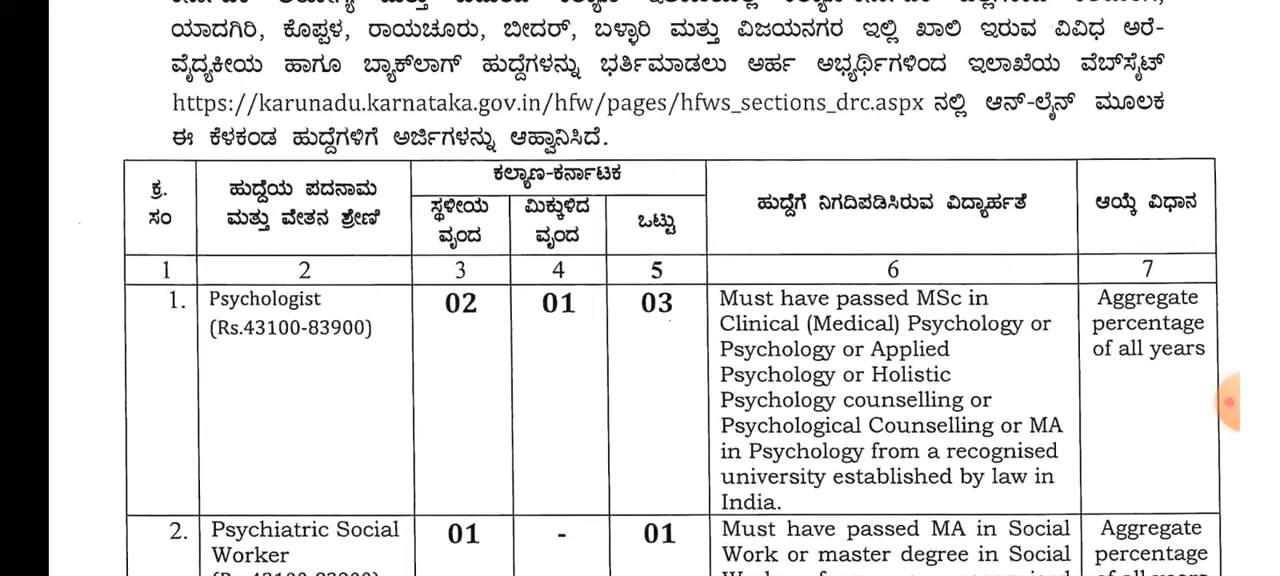 ಯಾದಗಿರಿ, ಕೊಪ್ಪಳ, ರಾಯಚೂರು, ಬೀದರ್, ಬಳ್ಳಾರಿ ಮತ್ತು ವಿಜಯನಗರ ಇಲ್ಲಿ ಖಾಲಿ ಇರುವ ವಿವಿಧ ಅರೆ-
ವೈದ್ಯಕೀಯ ಹಾಗೂ ಬ್ಯಾಕ್‌ಲಾಗ್ ಹುದ್ದೆಗಳನ್ನು ಭರ್ತಿಮಾಡಲು ಅರ್ಹ ಅಭ್ಯರ್ಥಿಗಳಿಂದ ಇಲಾಖೆಯ ವೆಬ್‌ಸೈಟ್
https://karunadu.karnataka.gov.in/hfw/pages/hfws_sections_drc.aspx ನಲ್ಲಿ ಆನ್-ಲೈನ್ ಮೂಲಕ
ಈ ಕೆಳಕಂಡ ಹುದ್ದೆಗಳಿಗೆ ಅರ್ಜಿಗಳನ್ನು ಆಹ್ವಾನಿಸಿದೆ.
ಕ್ರ. ಸಂ
ಹುದ್ದೆಯ ಪದನಾಮ
ಮತ್ತು ವೇತನ ಶ್ರೇಣಿ
ಕಲ್ಯಾಣ-ಕರ್ನಾಟಕ
ಸ್ಥಳೀಯ
ವೃಂದ
ಮಿಕ್ಕುಳಿದ
ವೃಂದ
ಒಟ್ಟು
ಹುದ್ದೆಗೆ ನಿಗದಿಪಡಿಸಿರುವ ವಿದ್ಯಾರ್ಹತೆ
ಆಯ್ಕೆ ವಿಧಾನ
1 2 3 4 5 6 7
1.
Psychologist
(Rs.43100-83900)
02 01 03
Must have passed MSc in
Clinical (Medical) Psychology or
Psychology or Applied
Psychology or Holistic
Psychology counselling or
Psychological Counselling or MA
in Psychology from a recognised
university established by law in
India.
Aggregate
percentage
of all years
2.
Psychiatric Social
Worker
01 - 01
Must have passed MA in Social
Work or master degree in Social
Aggregate
percentage